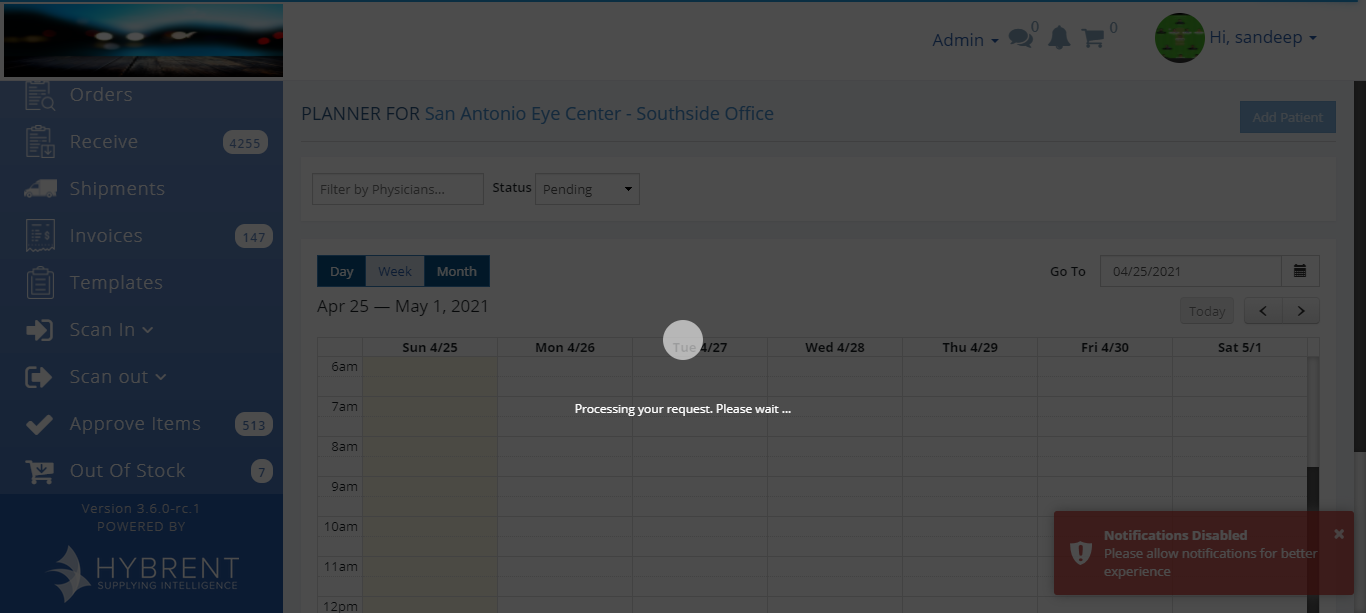 Admin
0
0
Hi, sandeep
Orders
Receive 4255
Shipments
Invoices 147
Templates
Scan In
Scan out
Approve Items 513
Out Of Stock 7
Version 3.6.0-rc.1
POWERED BY
HYBRENT
SUPPLYING INTELLIGENCE
PLANNER FOR San Antonio Eye Center - Southside Office
Add Patient
Filter by Physicians...
Status
Pending
Day Week Month
Go To
04/25/2021
Apr 25 — May 1, 2021
Today
Sun 4/25 Mon 4/26 Tue 4/27 Wed 4/28 Thu 4/29 Fri 4/30 Sat 5/1
6am
7am
8am
9am
10am
11am
12pm
Processing your request. Please wait ...
Notifications Disabled
Please allow notifications for better
experience